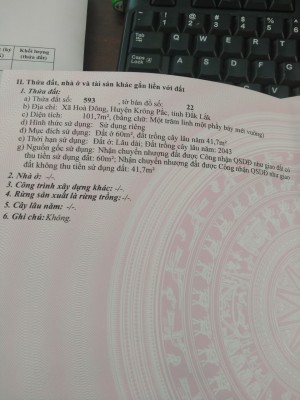 Khối lượng
(thừa đất)
II. Thửa đất, nhà ở và tài sản khác gắn liền với đất
1. Thửa đất:
a) Thửa đất số: 593 , tờ bản đồ số: 22
b) Địa chỉ: Xã Hoà Đông, Huyện Krông Pắc, tỉnh Đắk Lắk
c) Diện tích: 101,7m², (bằng chữ: Một trăm linh một phẩy bảy mét vuông)
d) Hình thức sử dụng: Sử dụng riêng
đ) Mục đích sử dụng: Đất ở 60m², đất trồng cây lâu năm 41,7m²
e) Thời hạn sử dụng: Đất ở: Lâu dài; Đất trồng cây lâu năm: 2043
g) Nguồn gốc sử dụng: Nhận chuyển nhượng đất được Công nhận QSDĐ như giao đất có
thu tiền sử dụng đất: 60m²; Nhận chuyển nhượng đất được Công nhận QSDĐ như giao
đất không thu tiền sử dụng đất: 41,7m²
2. Nhà ở: -/-.
3. Công trình xây dựng khác: -/-.
4. Rừng sản xuất là rừng trồng: -/-.
5. Cây lâu năm: -/-.
6. Ghi chú: Không.